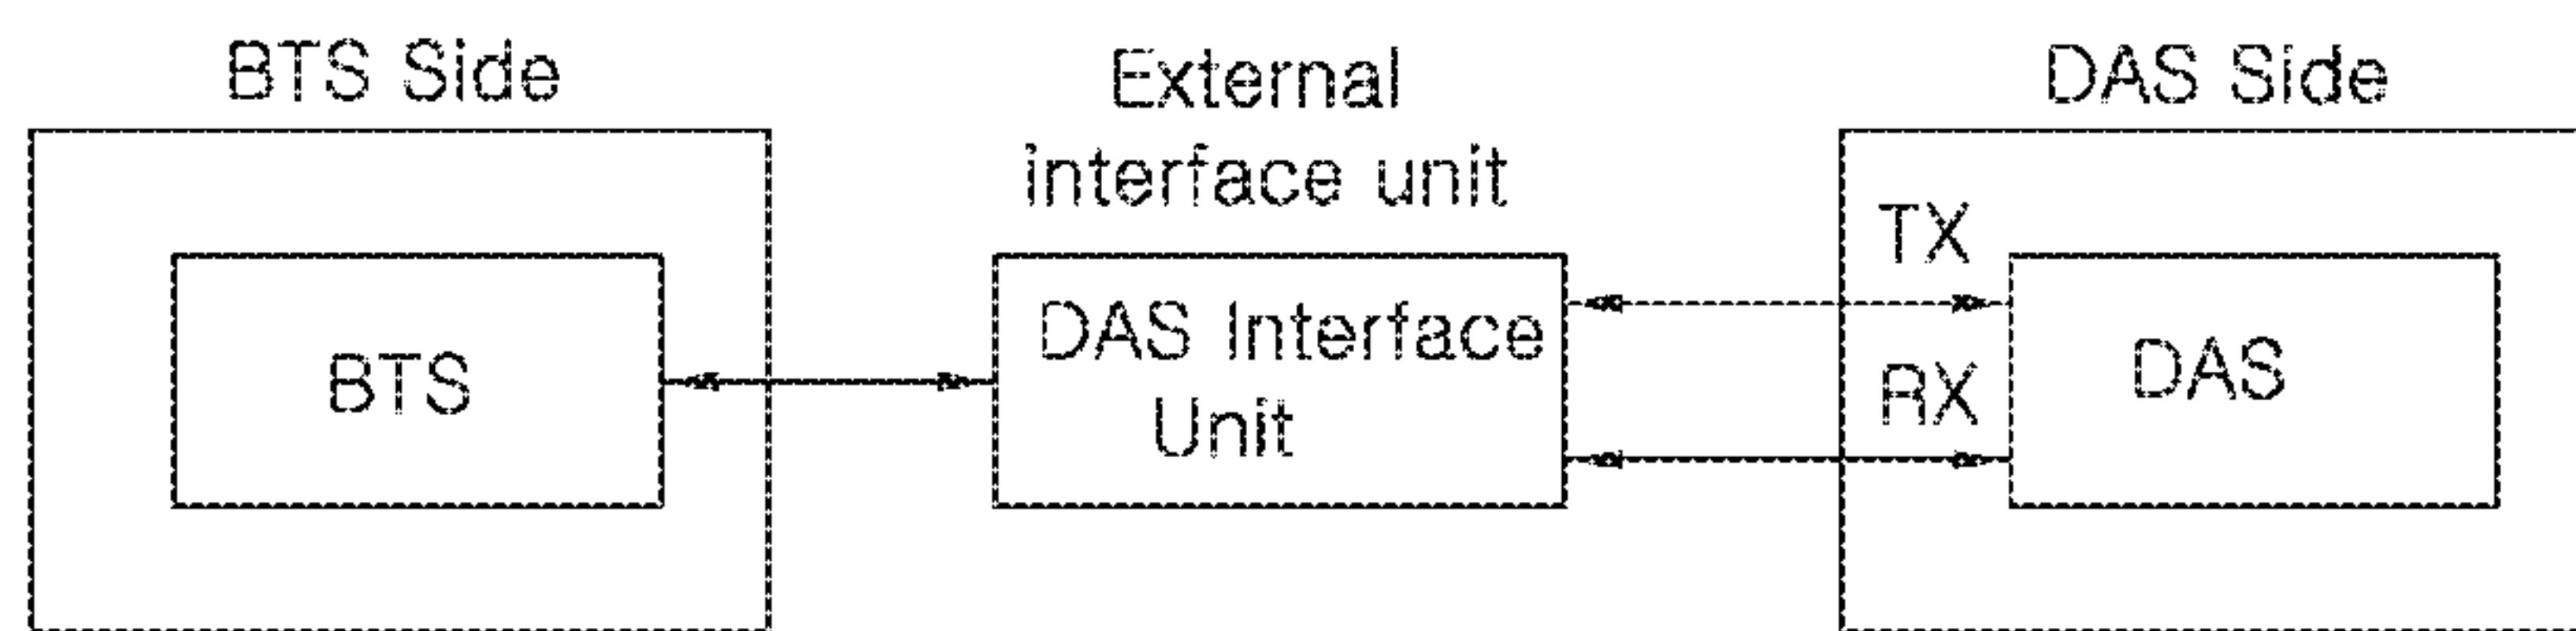 BTS Side
External
interface unit
DAS Side
BTS
DAS Interface
Unit
TX
RX
DAS